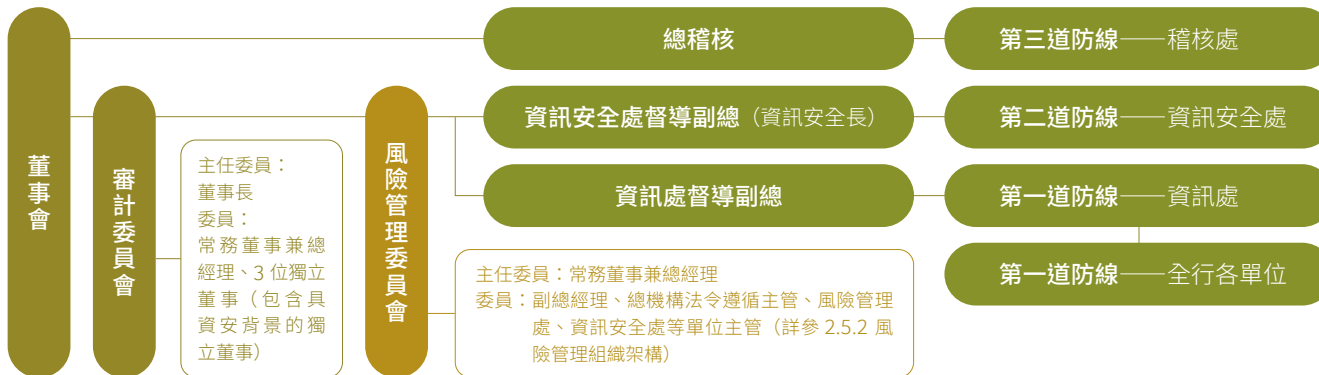 董事會
審計委員會
主任委員：
董事長
委員：
常務董事兼總
經理、3 位獨立
董事（包含具
資安背景的獨
立董事）
風險管理委員會
總稽核
第三道防線——稽核處
資訊安全處督導副總（資訊安全長）
第二道防線——資訊安全處
資訊處督導副總
第一道防線——資訊處
第一道防線——全行各單位
主任委員：常務董事兼總經理
委員：副總經理、總機構法令遵循主管、風險管理
處、資訊安全處等單位主管（詳參 2.5.2 風
險管理組織架構）